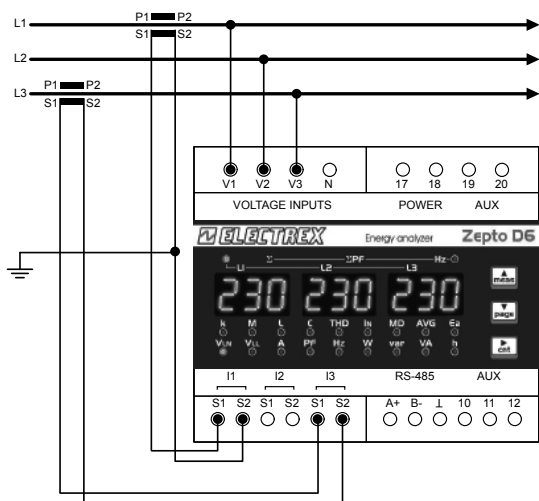 P1 P2
L1
S1 S2
L2
P1 P2
L3
S1 S2
V1 V2 V3 N 17 18 19 20
VOLTAGE INPUTS POWER AUX
ELECTREX Energy analyzer Zepto D6
Σ ΣPF Hz
L1 L2 L3
230 230 230
meas
page
k M L C THD IN MD AVG Ea
VLN VLL A PF Hz W var VA h
ent
I1 I2 I3 RS-485 AUX
S1 S2 S1 S2 S1 S2 A+ B- ⊥ 10 11 12